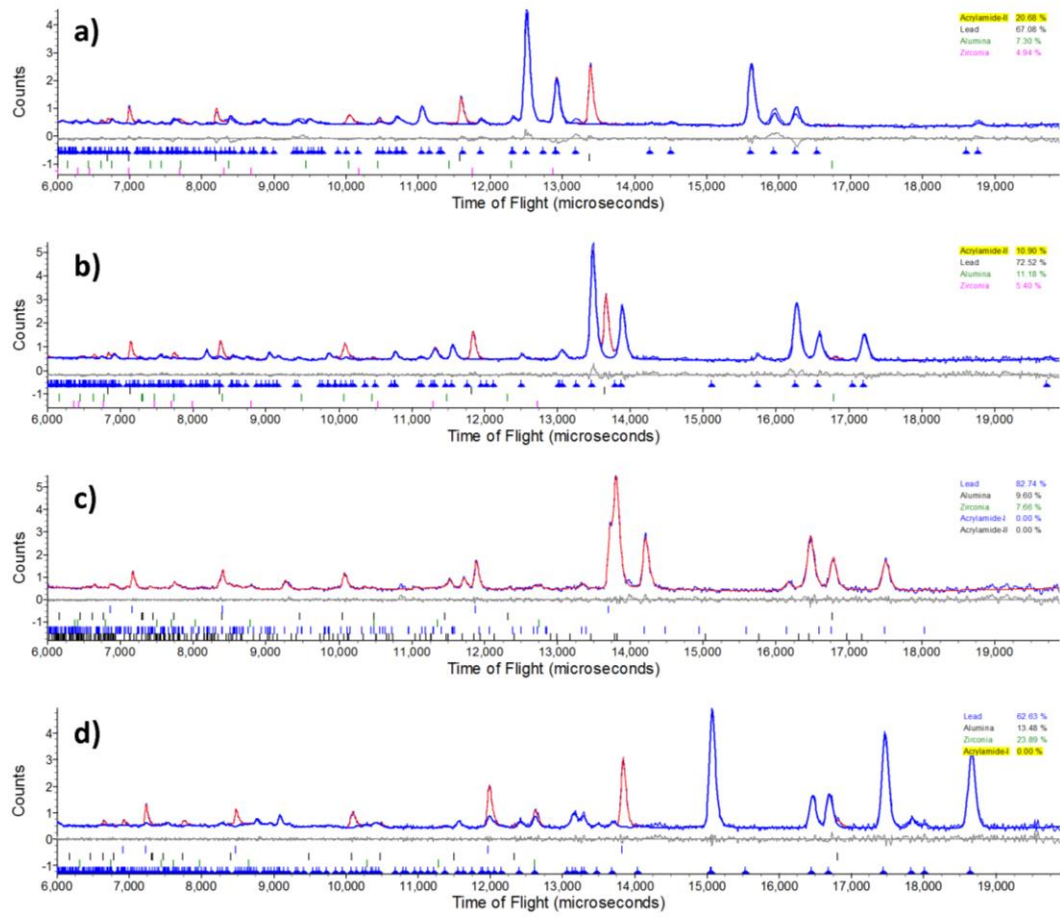 a)
Acrylamide-II 20.68 %
Lead 67.08 %
Alumina 7.30 %
Zirconia 4.94 %
Counts
4
3
2
1
0
-1
6,000 7,000 8,000 9,000 10,000 11,000 12,000 13,000 14,000 15,000 16,000 17,000 18,000 19,000
Time of Flight (microseconds)
b)
Acrylamide-II 10.90 %
Lead 72.52 %
Alumina 11.18 %
Zirconia 5.40 %
Counts
5
4
3
2
1
0
-1
6,000 7,000 8,000 9,000 10,000 11,000 12,000 13,000 14,000 15,000 16,000 17,000 18,000 19,000
Time of Flight (microseconds)
c)
Lead 82.74 %
Alumina 9.60 %
Zirconia 7.66 %
Acrylamide-I 0.00 %
Acrylamide-II 0.00 %
Counts
5
4
3
2
1
0
-1
6,000 7,000 8,000 9,000 10,000 11,000 12,000 13,000 14,000 15,000 16,000 17,000 18,000 19,000
Time of Flight (microseconds)
d)
Lead 62.63 %
Alumina 13.48 %
Zirconia 23.89 %
Acrylamide-I 0.00 %
Counts
4
3
2
1
0
-1
6,000 7,000 8,000 9,000 10,000 11,000 12,000 13,000 14,000 15,000 16,000 17,000 18,000 19,000
Time of Flight (microseconds)